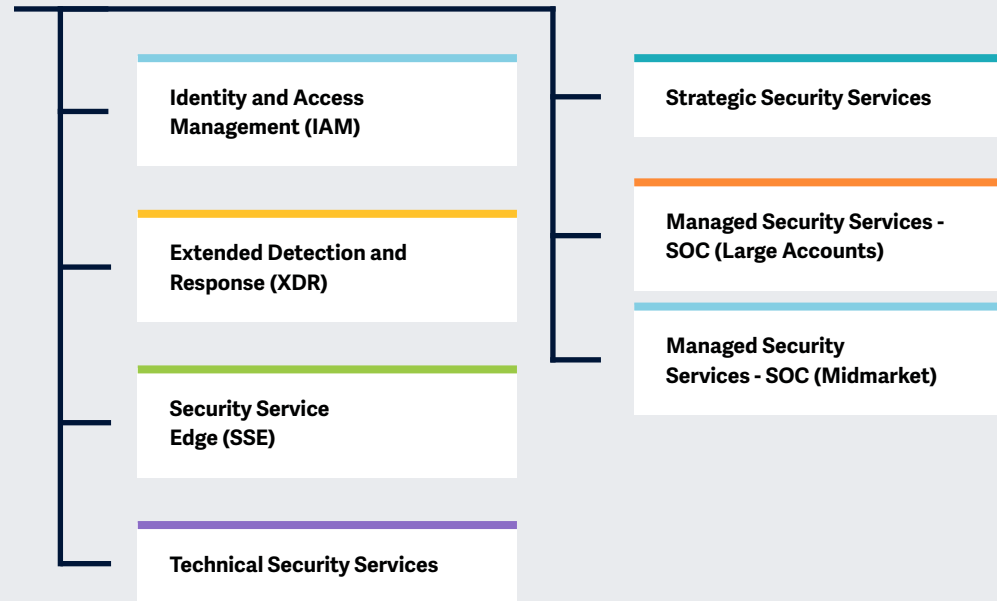 Identity and Access
Management (IAM)
Extended Detection and
Response (XDR)
Security Service
Edge (SSE)
Technical Security Services
Strategic Security Services
Managed Security Services -
SOC (Large Accounts)
Managed Security
Services - SOC (Midmarket)